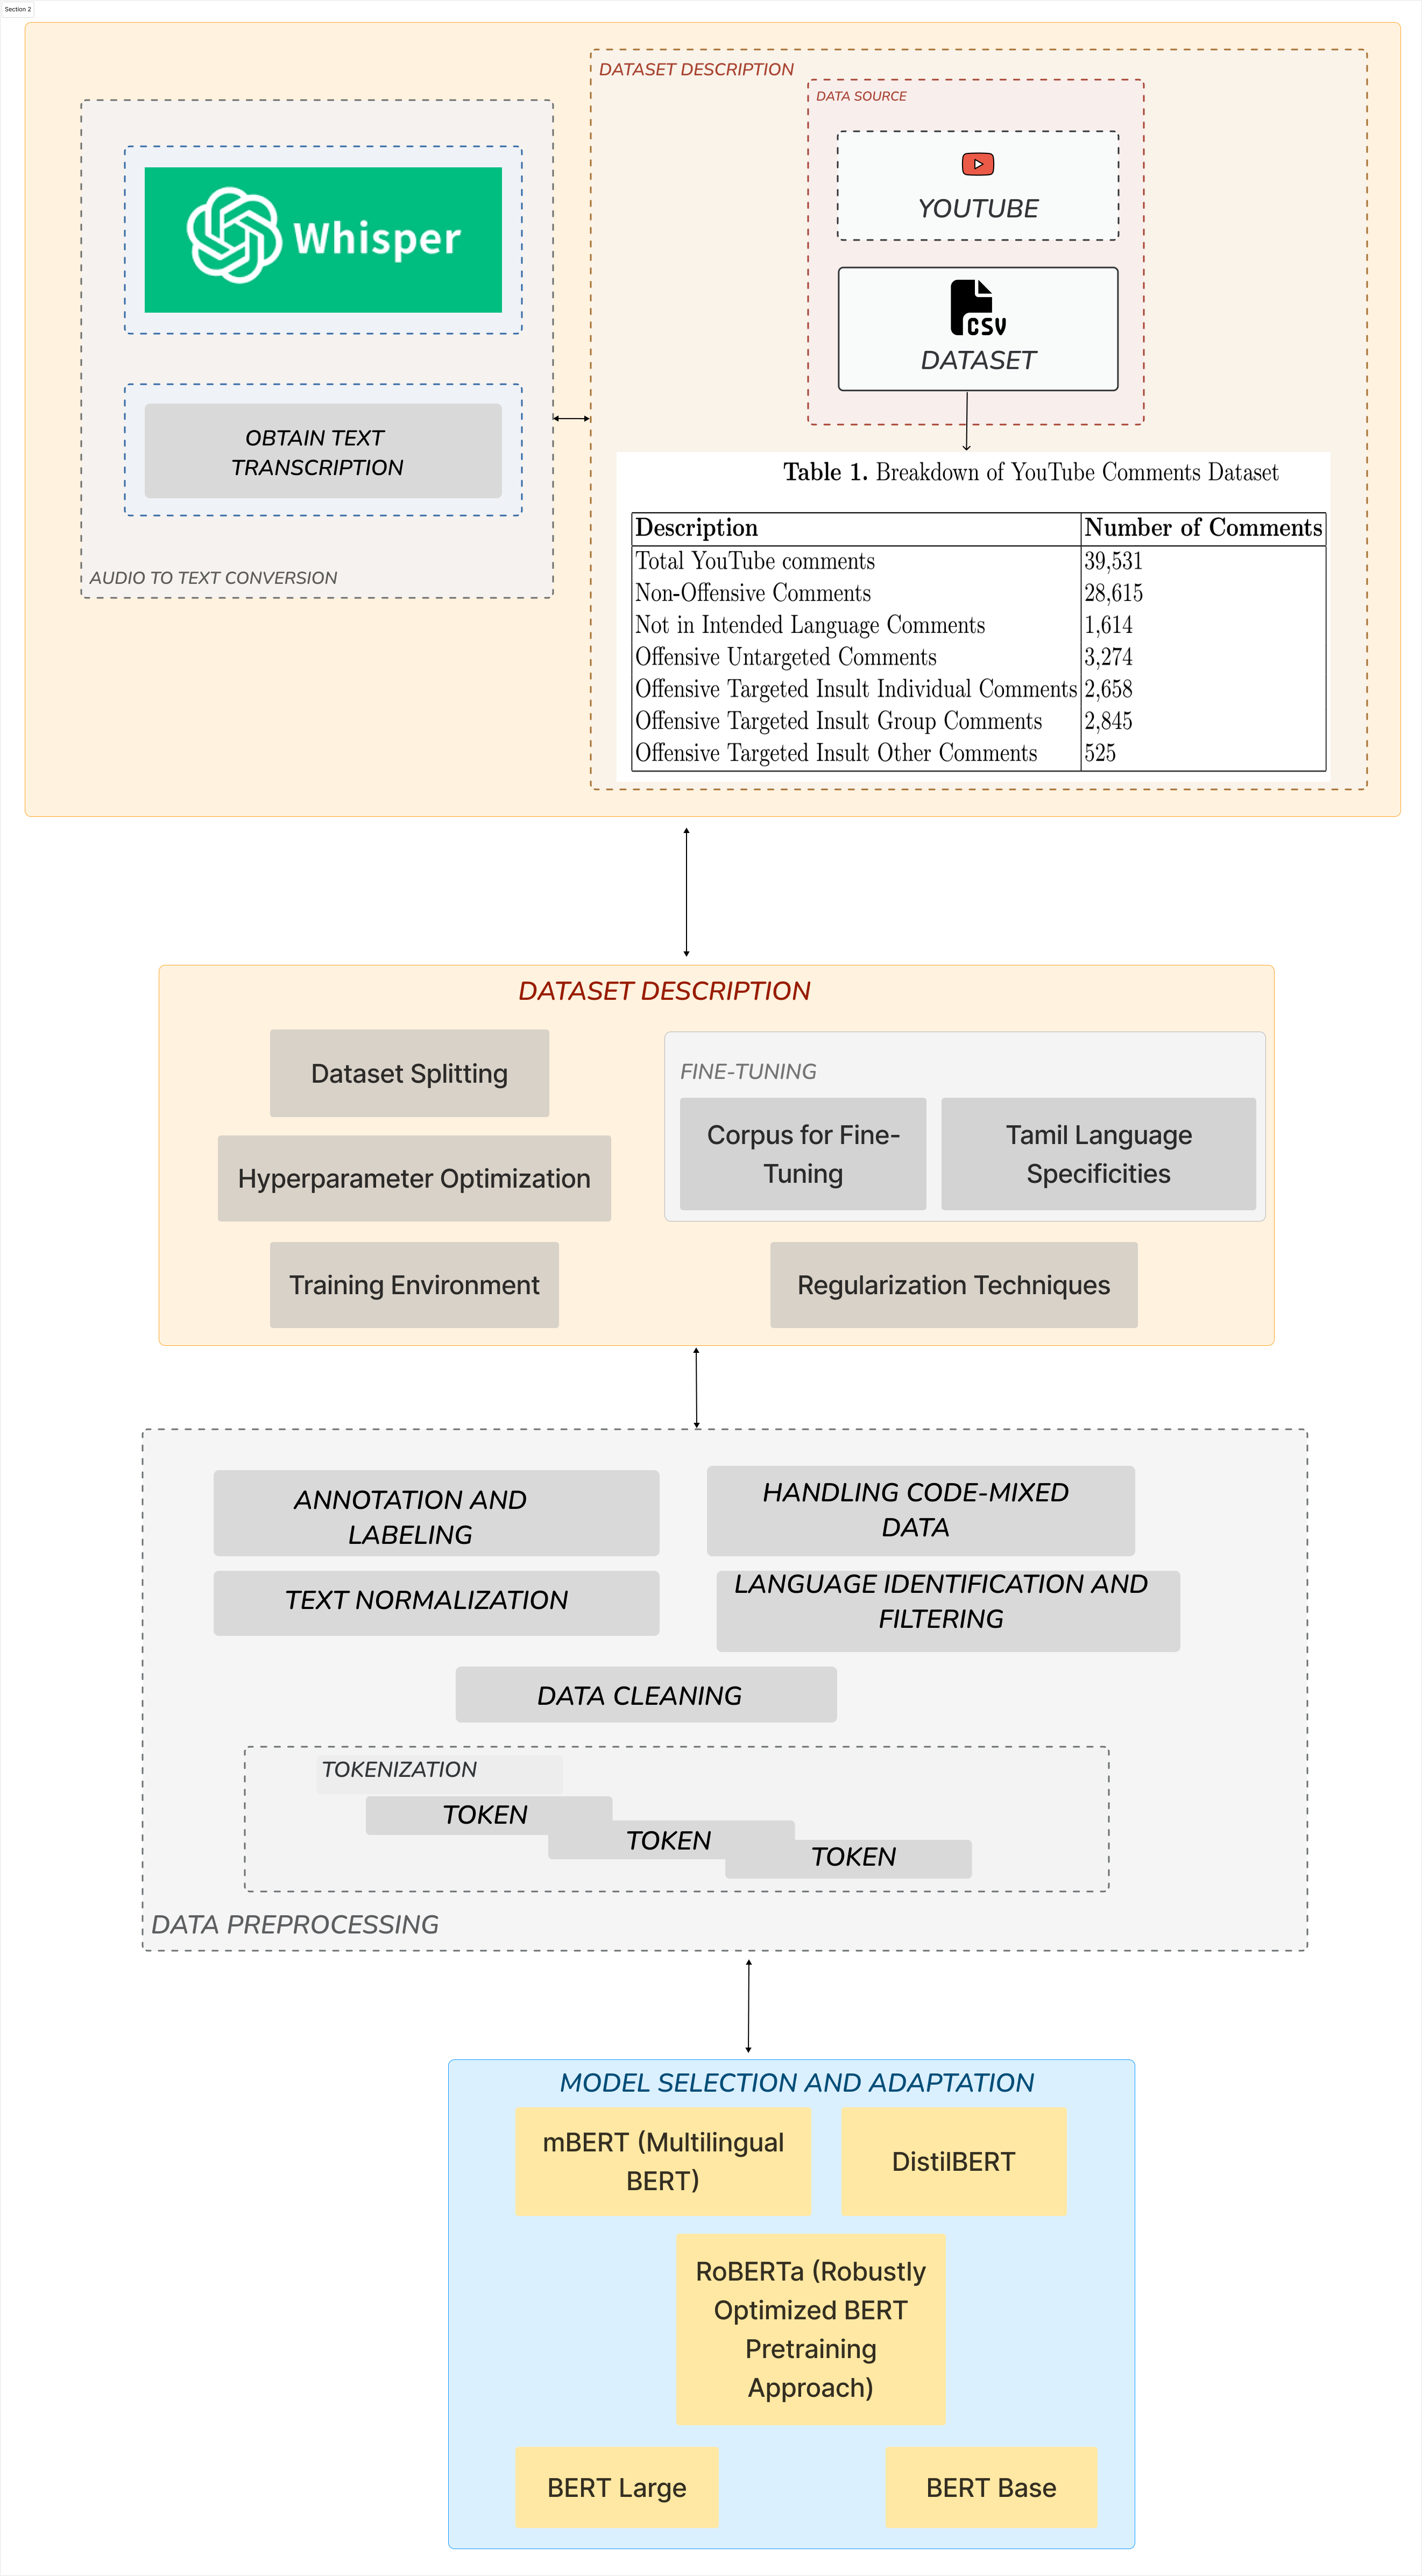 Section 2
DATASET DESCRIPTION
DATA SOURCE
YOUTUBE
CSV
DATASET
Whisper
OBTAIN TEXT
TRANSCRIPTION
AUDIO TO TEXT CONVERSION
Table 1. Breakdown of YouTube Comments Dataset
Description Number of Comments
Total YouTube comments 39,531
Non-Offensive Comments 28,615
Not in Intended Language Comments 1,614
Offensive Untargeted Comments 3,274
Offensive Targeted Insult Individual Comments 2,658
Offensive Targeted Insult Group Comments 2,845
Offensive Targeted Insult Other Comments 525
DATASET DESCRIPTION
Dataset Splitting
Hyperparameter Optimization
Training Environment
FINE-TUNING
Corpus for Fine-
Tuning
Tamil Language
Specificities
Regularization Techniques
ANNOTATION AND
LABELING
HANDLING CODE-MIXED
DATA
TEXT NORMALIZATION
LANGUAGE IDENTIFICATION AND
FILTERING
DATA CLEANING
TOKENIZATION
TOKEN
TOKEN
TOKEN
DATA PREPROCESSING
MODEL SELECTION AND ADAPTATION
mBERT (Multilingual
BERT)
DistilBERT
RoBERTa (Robustly
Optimized BERT
Pretraining
Approach)
BERT Large
BERT Base